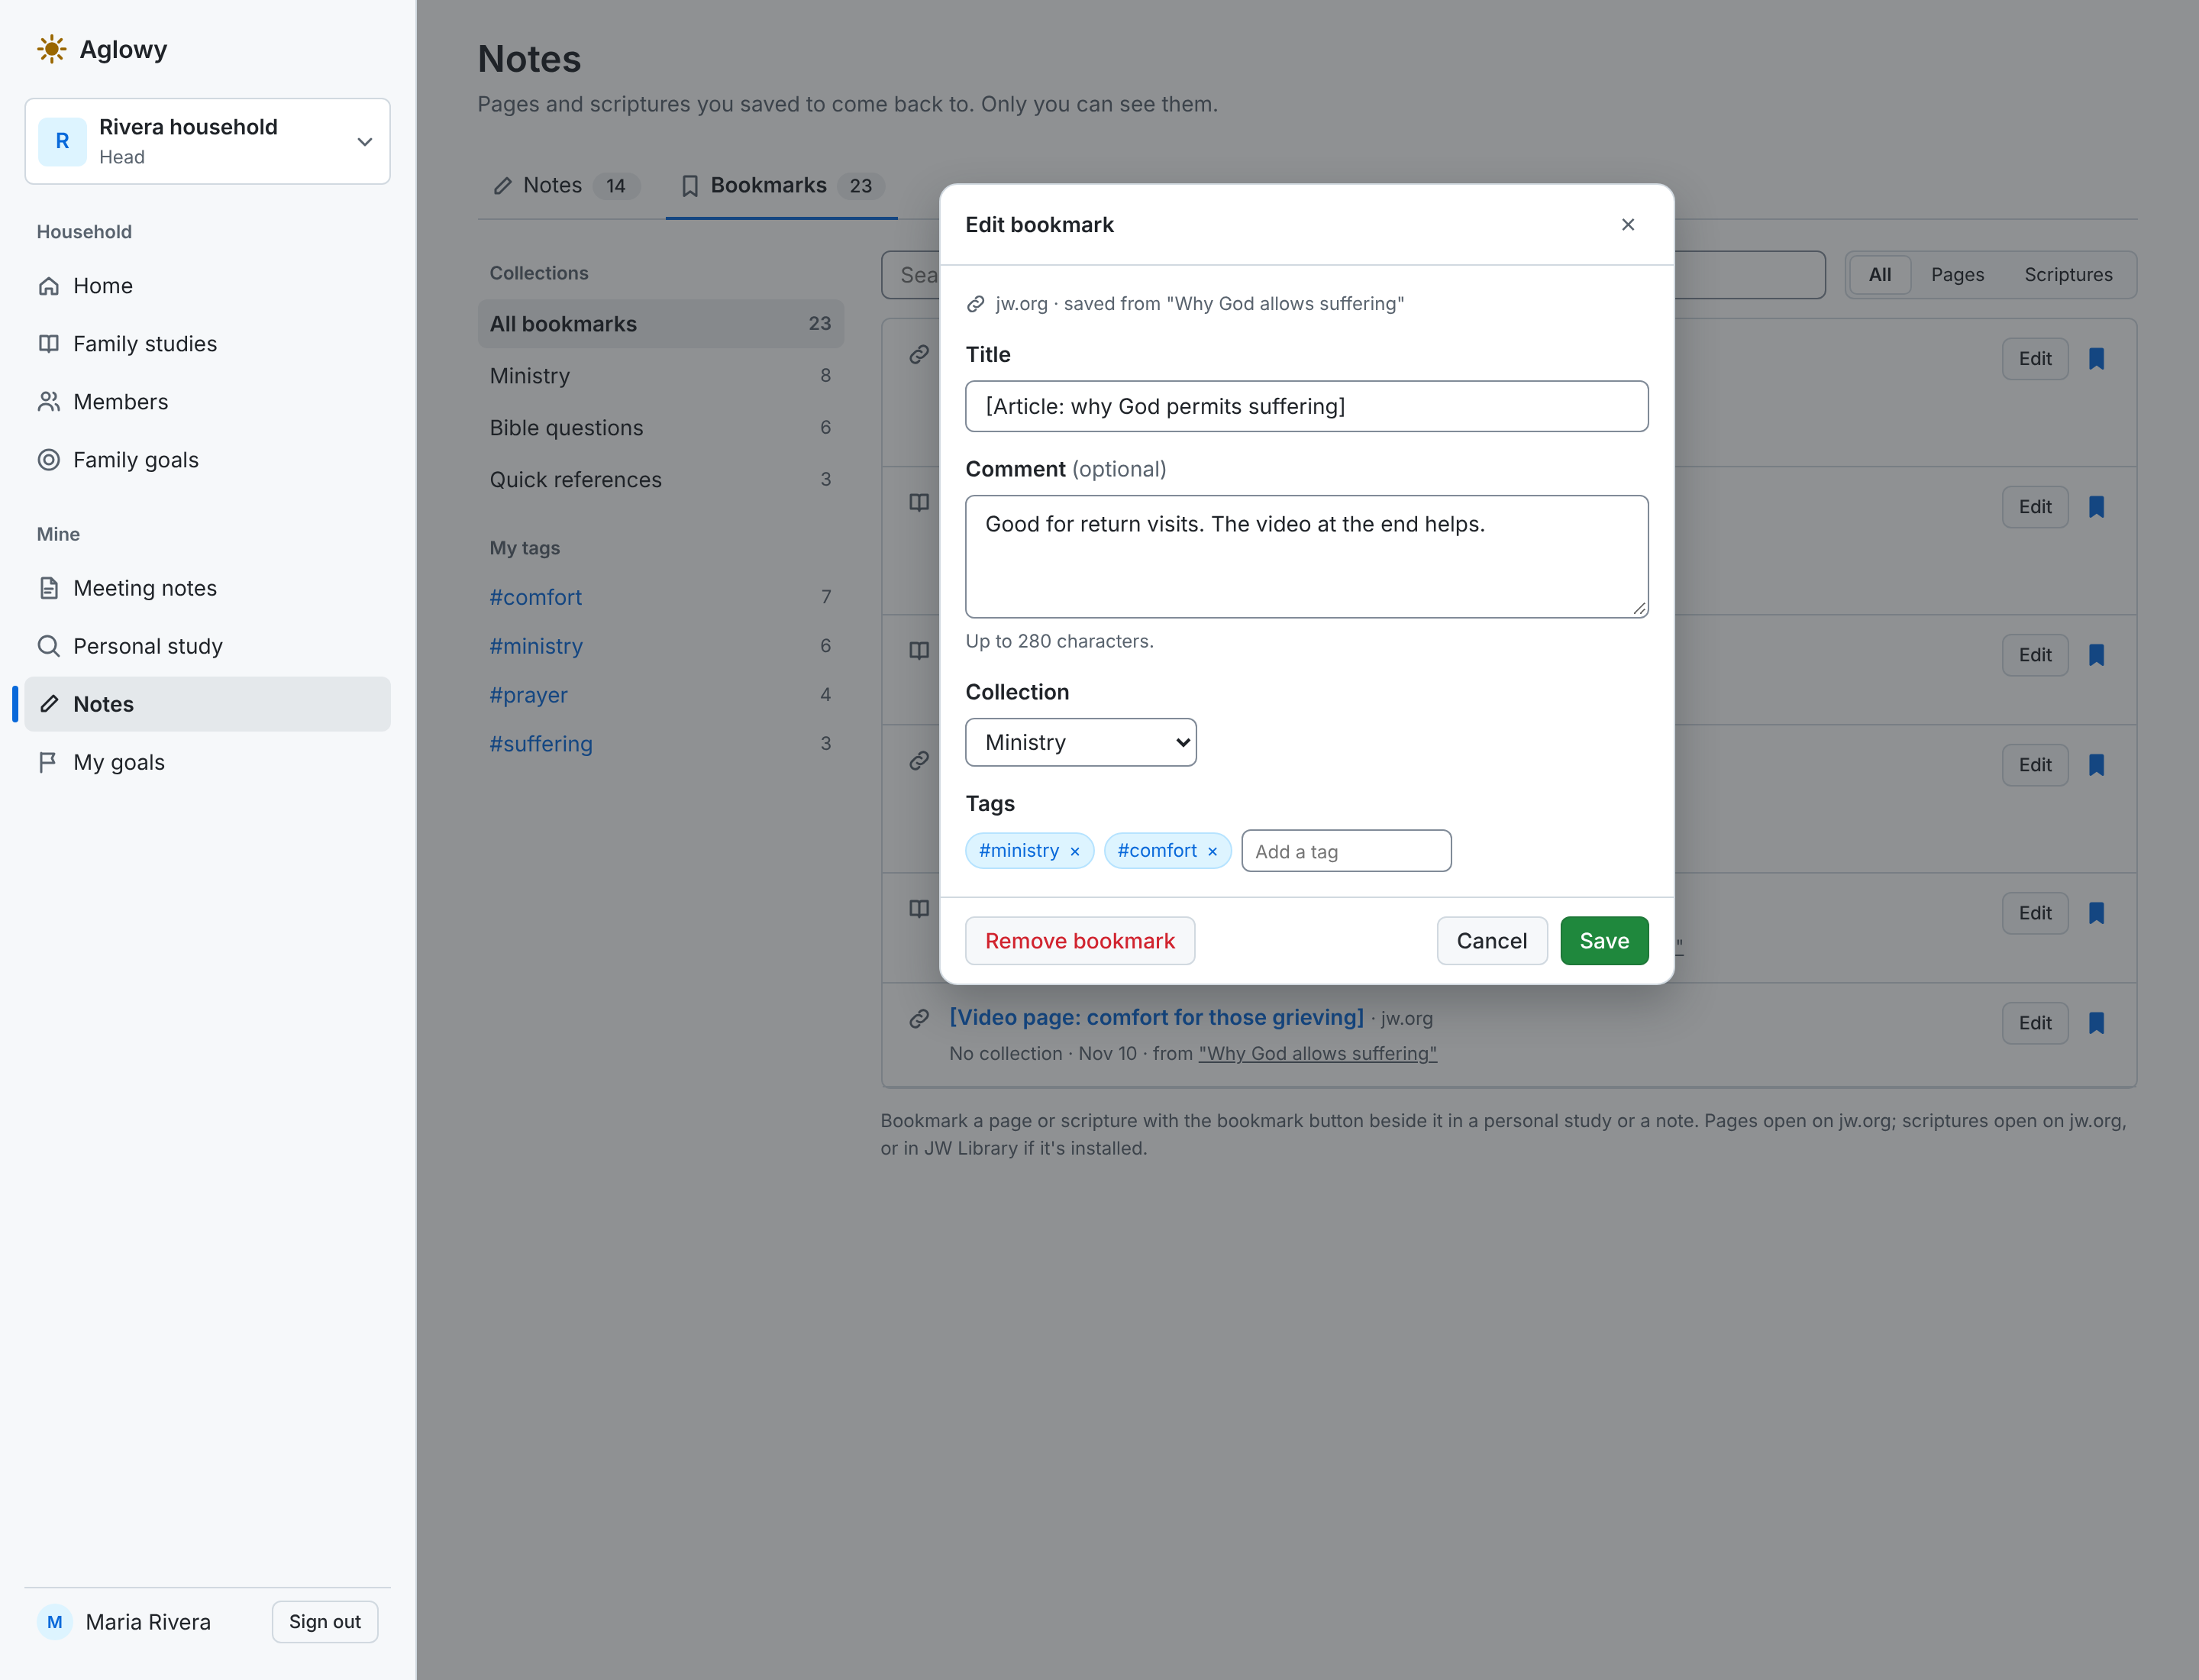 Aglowy
R
Rivera household
Head
Household
Home
Family studies
Members
Family goals
Mine
Meeting notes
Personal study
Notes
My goals
M
Maria Rivera
Sign out
Notes
Pages and scriptures you saved to come back to. Only you can see them.
Notes 14
Bookmarks 23
Collections
All bookmarks 23
Ministry 8
Bible questions 6
Quick references 3
My tags
#comfort 7
#ministry 6
#prayer 4
#suffering 3
All Pages Scriptures
Edit
Edit
Edit
Edit
Edit
Edit bookmark
jw.org · saved from "Why God allows suffering"
Title
[Article: why God permits suffering]
Comment (optional)
Good for return visits. The video at the end helps.
Up to 280 characters.
Collection
Ministry
Tags
#ministry ×
#comfort ×
Add a tag
Remove bookmark
Cancel
Save
[Video page: comfort for those grieving] · jw.org
Edit
No collection · Nov 10 · from "Why God allows suffering"
Bookmark a page or scripture with the bookmark button beside it in a personal study or a note. Pages open on jw.org; scriptures open on jw.org,
or in JW Library if it's installed.